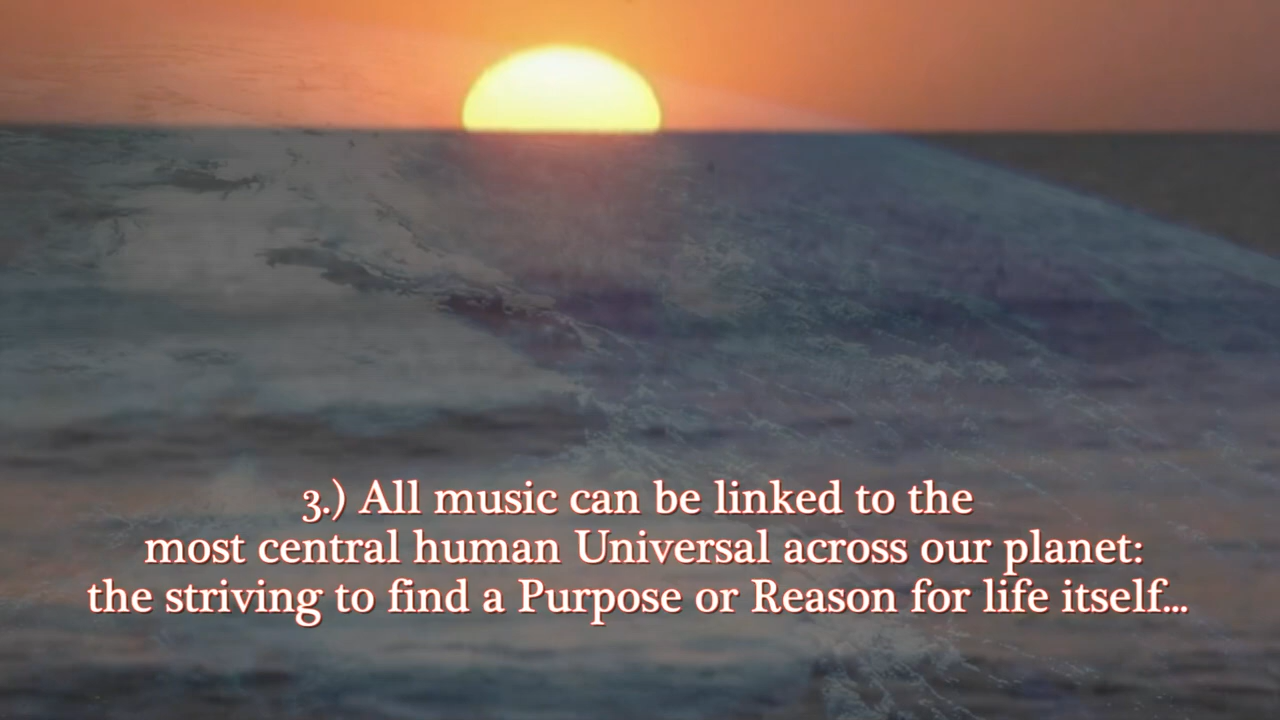 3.) All music can be linked to the
most central human Universal across our planet:
the striving to find a Purpose or Reason for life itself...